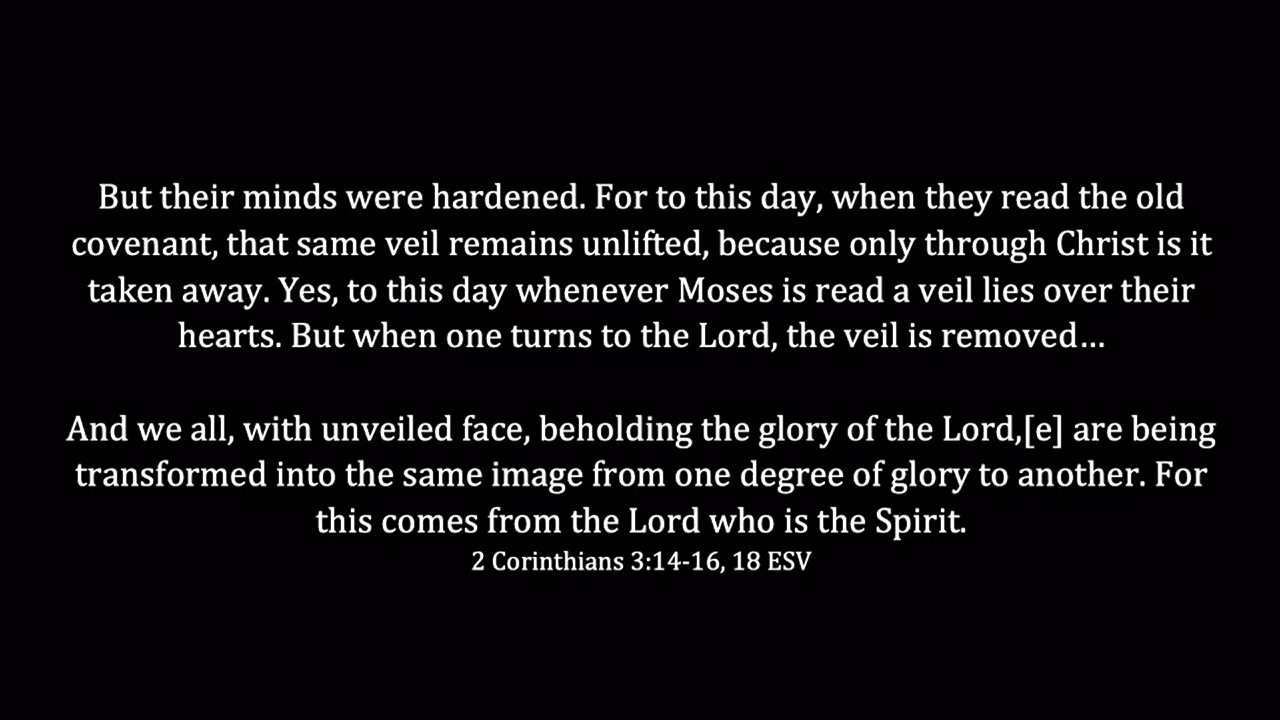 But their minds were hardened. For to this day, when they read the old
covenant, that same veil remains unlifted, because only through Christ is it
taken away. Yes, to this day whenever Moses is read a veil lies over their
hearts. But when one turns to the Lord, the veil is removed…
And we all, with unveiled face, beholding the glory of the Lord,[e] are being
transformed into the same image from one degree of glory to another. For
this comes from the Lord who is the Spirit.
2 Corinthians 3:14-16, 18 ESV